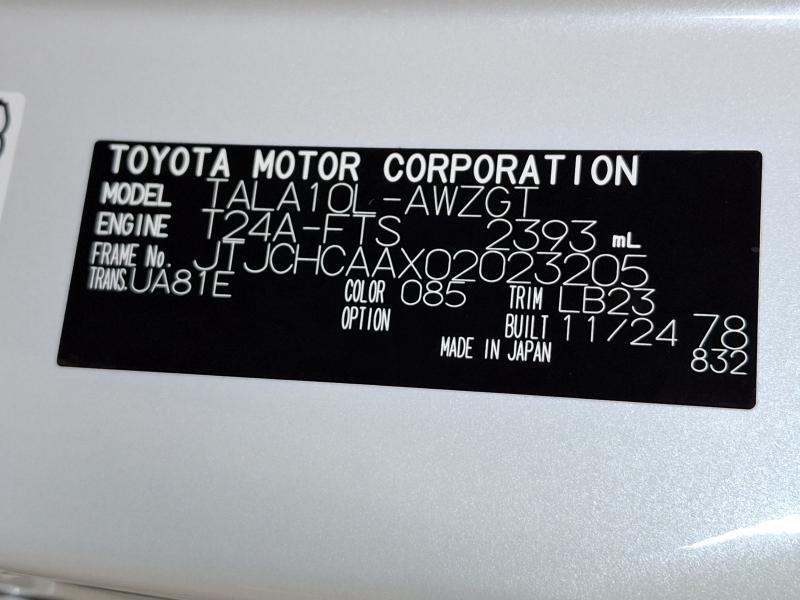 TOYOTA MOTOR CORPORATION
MODEL TALA10L-AWZGT
ENGINE T24A-FTS 2393 mL
FRAME No. JTJCHCAAX02023205
TRANS. UA81E COLOR 085 TRIM LB23
OPTION BUILT 11/24 78
MADE IN JAPAN 832